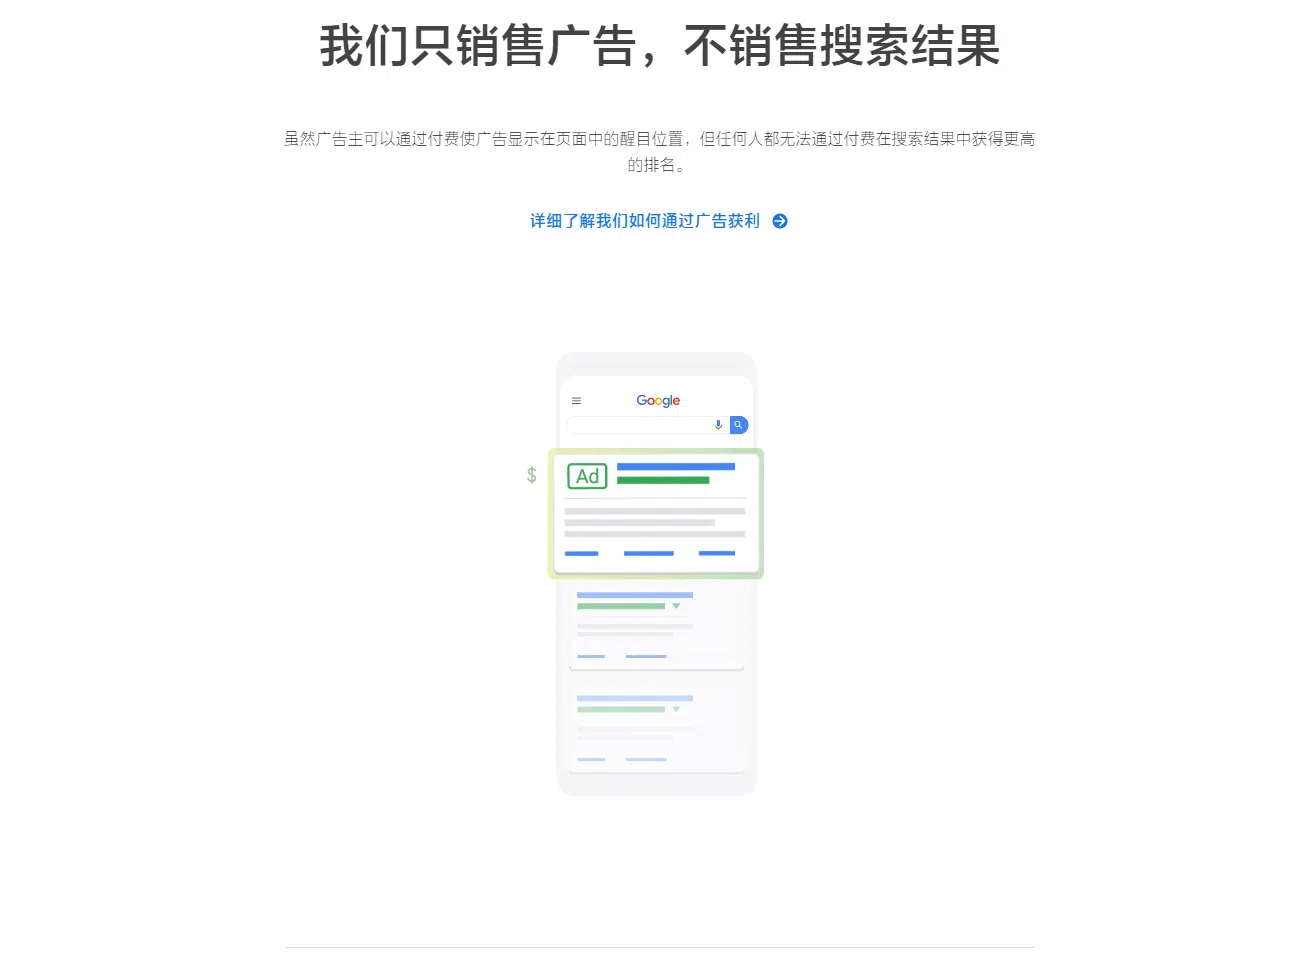 我们只销售广告，不销售搜索结果
虽然广告主可以通过付费使广告显示在页面中的醒目位置，但任何人都无法通过付费在搜索结果中获得更高
的排名。
详细了解我们如何通过广告获利
Google
$
Ad